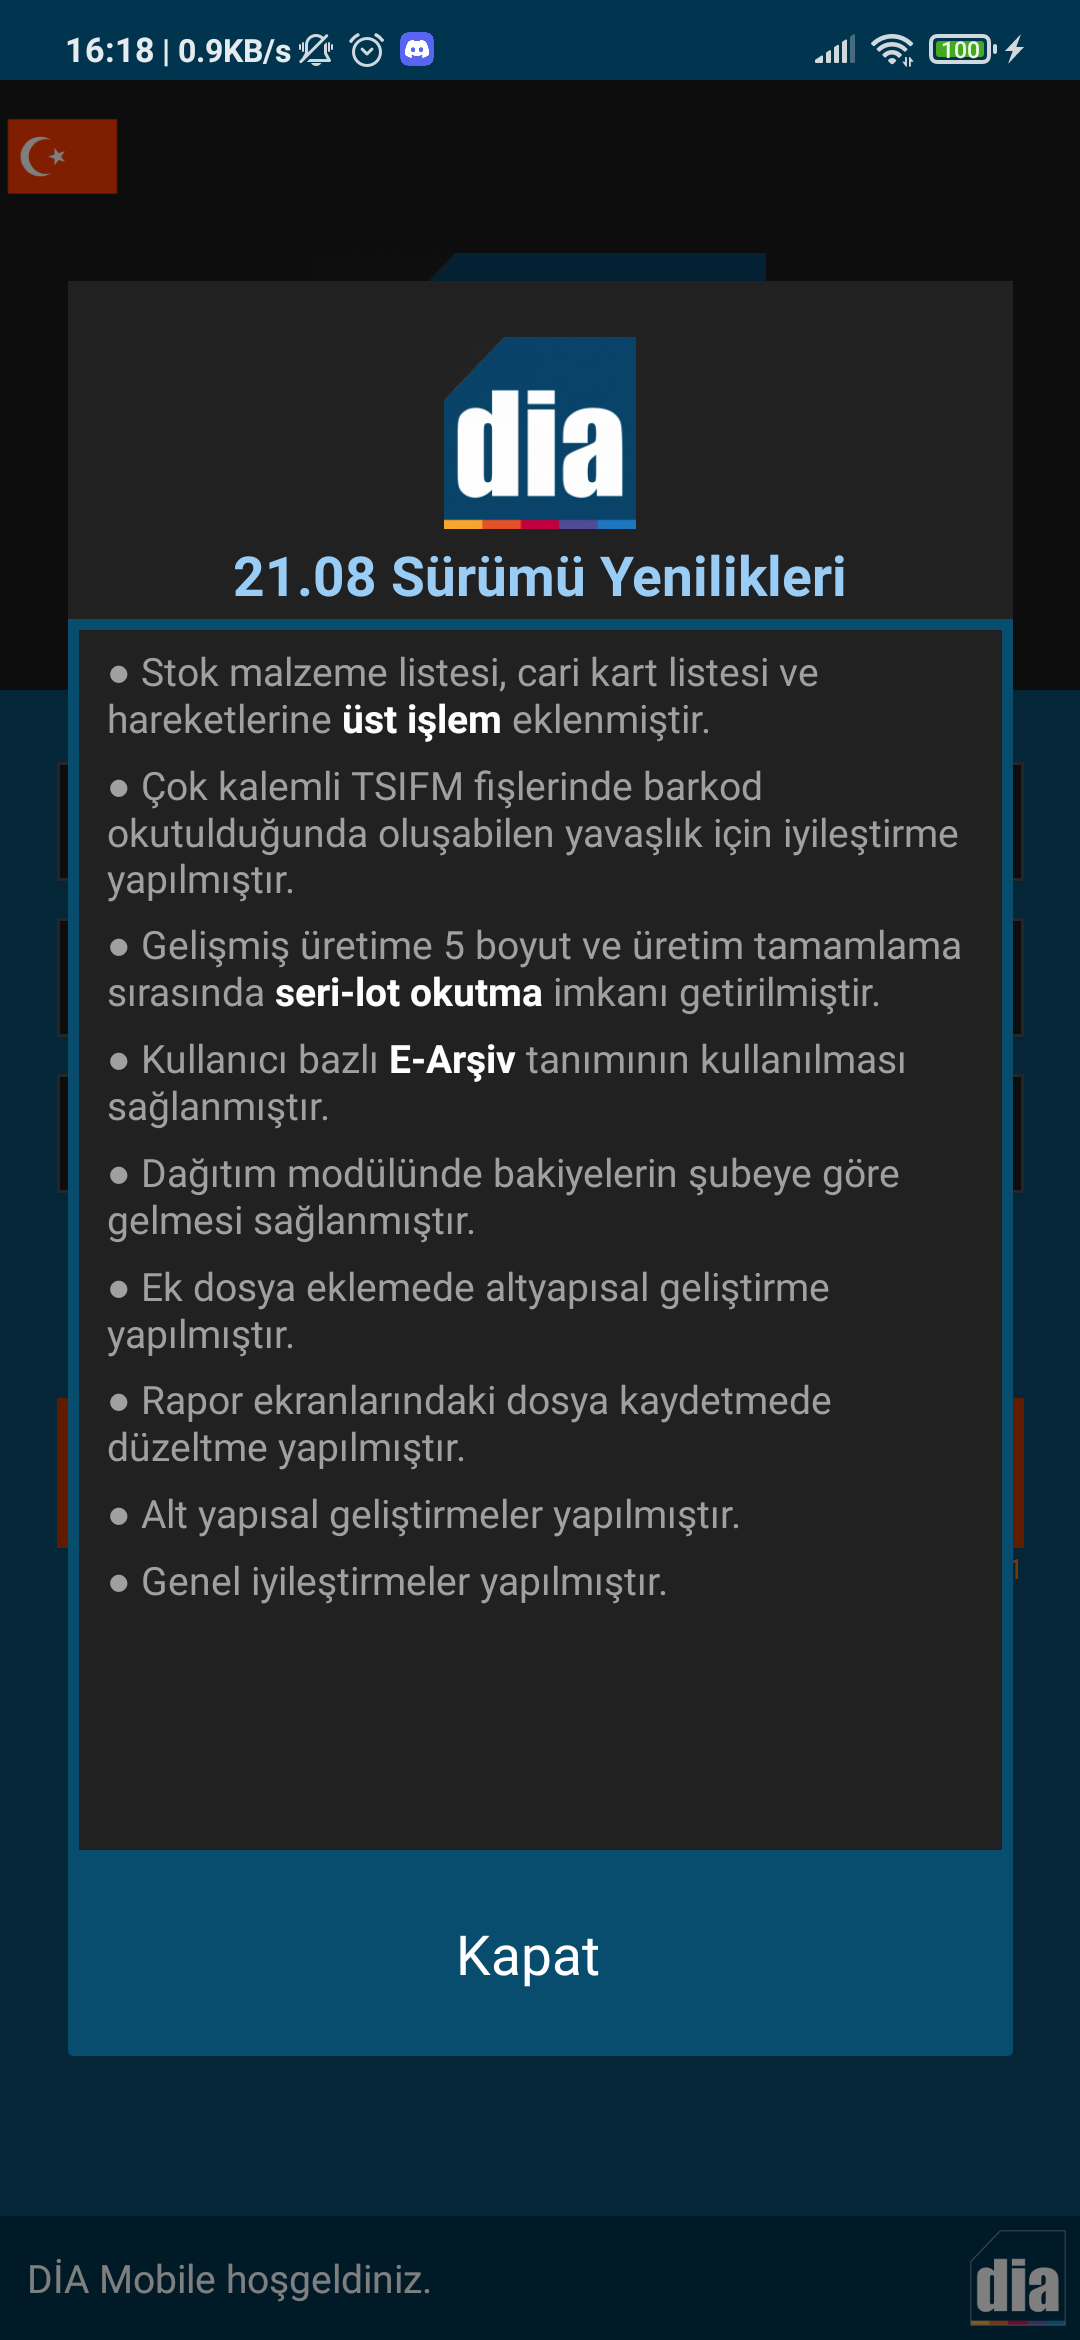 16:18 | 0.9KB/s
100
dia
21.08 Sürümü Yenilikleri
● Stok malzeme listesi, cari kart listesi ve
hareketlerine üst işlem eklenmiştir.
● Çok kalemli TSIFM fişlerinde barkod
okutulduğunda oluşabilen yavaşlık için iyileştirme
yapılmıştır.
● Gelişmiş üretime 5 boyut ve üretim tamamlama
sırasında seri-lot okutma imkanı getirilmiştir.
● Kullanıcı bazlı E-Arşiv tanımının kullanılması
sağlanmıştır.
● Dağıtım modülünde bakiyelerin şubeye göre
gelmesi sağlanmıştır.
● Ek dosya eklemede altyapısal geliştirme
yapılmıştır.
● Rapor ekranlarındaki dosya kaydetmede
düzeltme yapılmıştır.
● Alt yapısal geliştirmeler yapılmıştır.
● Genel iyileştirmeler yapılmıştır.
1
Kapat
DİA Mobile hoşgeldiniz.
dia